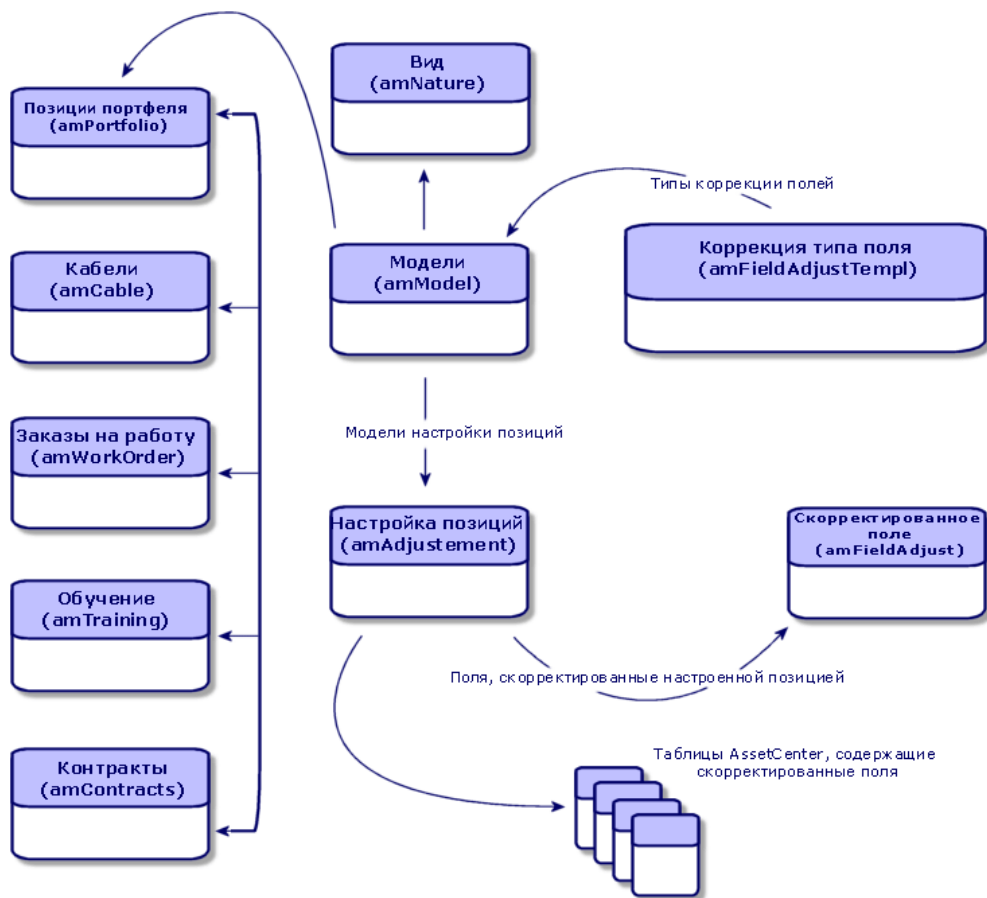 Вид
(amNature)
Позиции портфеля
(amPortfolio)
Типы коррекции полей
Кабели
(amCable)
Модели
(amModel)
Коррекция типа поля
(amFieldAdjustTempl)
Заказы на работу
(amWorkOrder)
Модели настройки позиций
Настройка позиций
(amAdjustement)
Скорректированное
поле
(amFieldAdjust)
Обучение
(amTraining)
Поля, скорректированные настроенной позицией
Контракты
(amContracts)
Таблицы AssetCenter, содержащие
скорректированные поля